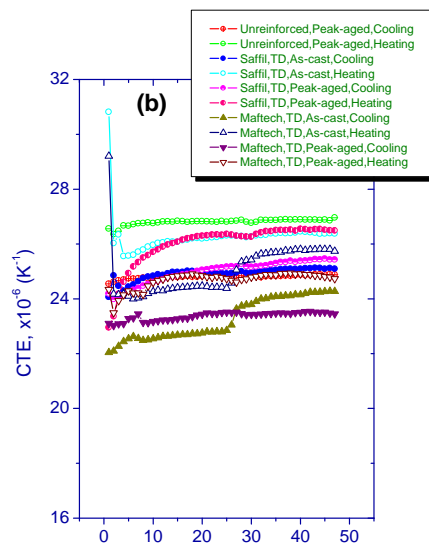 Unreinforced,Peak-aged,Cooling
Unreinforced,Peak-aged,Heating
Saffil,TD,As-cast,Cooling
Saffil,TD,As-cast,Heating
Saffil,TD,Peak-aged,Cooling
Saffil,TD,Peak-aged,Heating
Maftech,TD,As-cast,Cooling
Maftech,TD,As-cast,Heating
Maftech,TD,Peak-aged,Cooling
Maftech,TD,Peak-aged,Heating
(b)
CTE, x10⁻⁶ (K⁻¹)
32
28
24
20
16
0 10 20 30 40 50